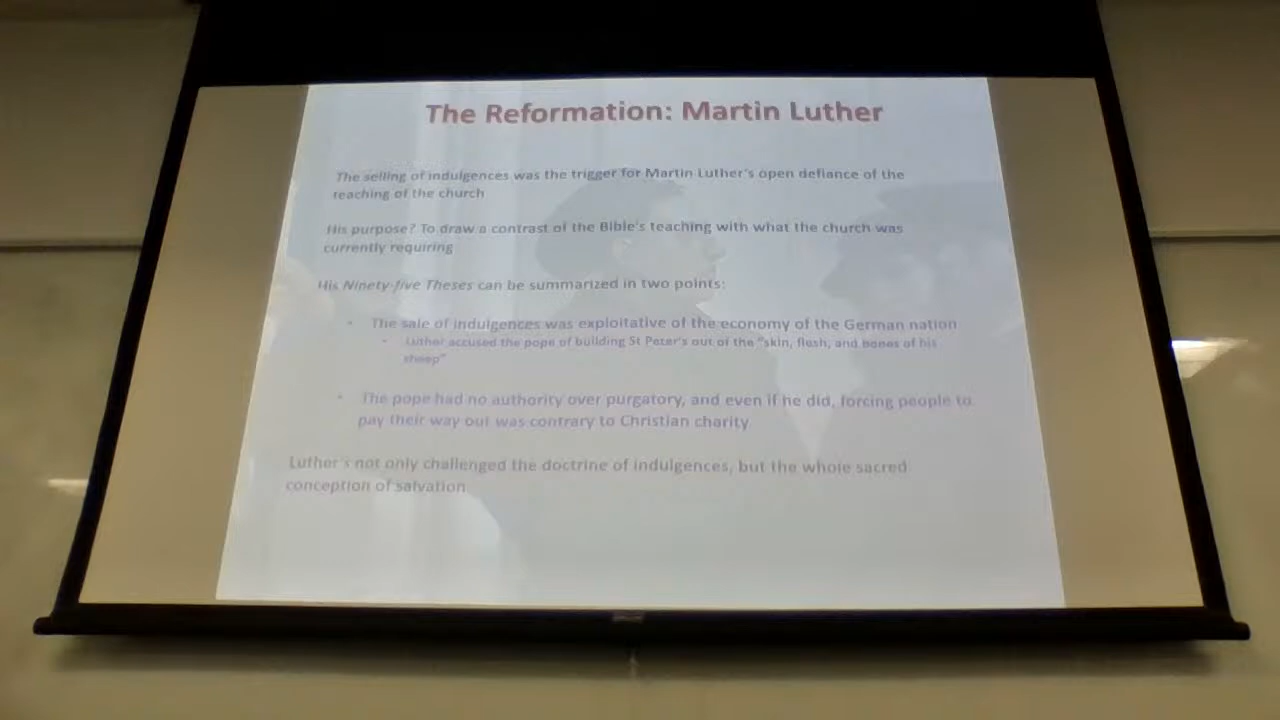 The Reformation: Martin Luther
The selling of indulgences was the trigger for Martin Luther's open defiance of the
teaching of the church
His purpose? To draw a contrast of the Bible's teaching with what the church was
currently requiring
His Ninety-five Theses can be summarized in two points:
• The sale of indulgences was exploitative of the economy of the German nation
• Luther accused the pope of building St Peter's out of the "skin, flesh, and bones of his
sheep"
• The pope had no authority over purgatory, and even if he did, forcing people to
pay their way out was contrary to Christian charity
Luther's not only challenged the doctrine of indulgences, but the whole sacred
conception of salvation